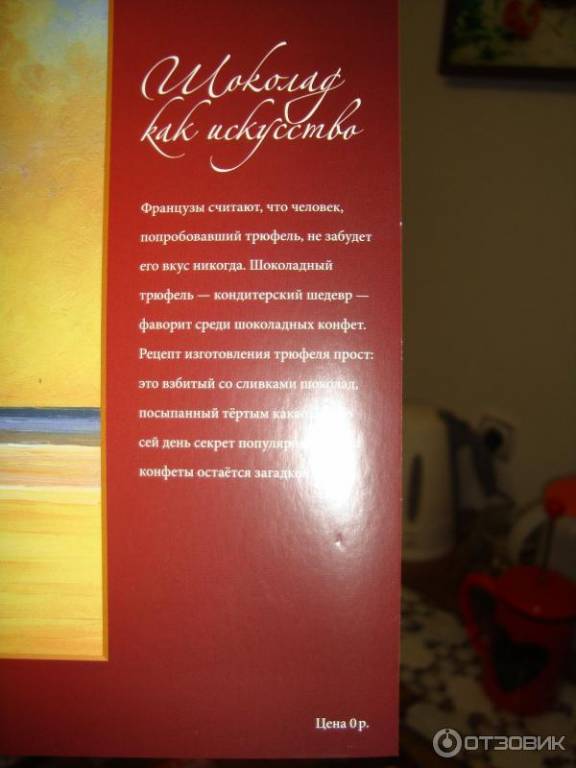 Шоколад
как искусство
Французы считают, что человек,
попробовавший трюфель, не забудет
его вкус никогда. Шоколадный
трюфель — кондитерский шедевр —
фаворит среди шоколадных конфет.
Рецепт изготовления трюфеля прост:
это взбитый со сливками шоколад,
посыпанный тёртым
сей день секрет
конфеты остаётся
Цена 0 р.
ОТЗОВИК